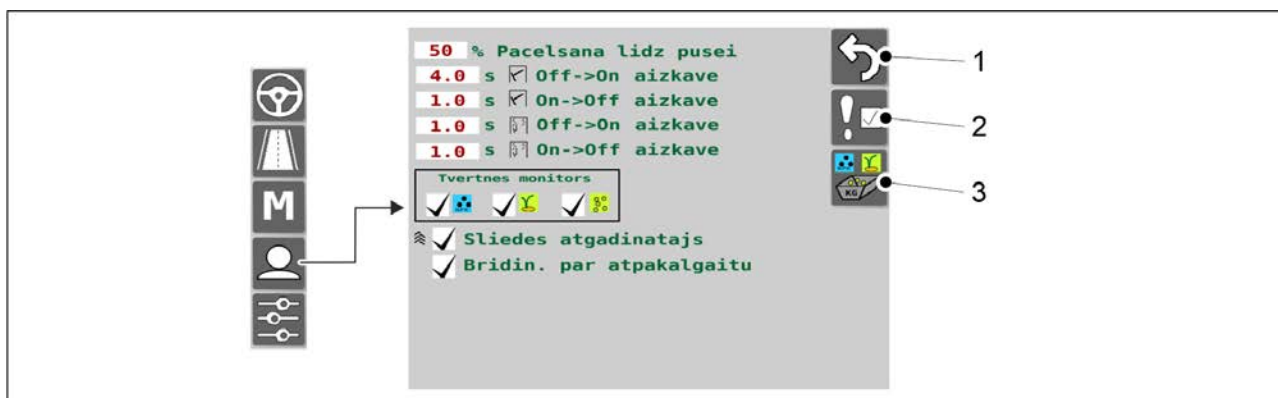 50 % Pacelsana lidz pusei
4.0 s Off->On aizkave
1.0 s On->Off aizkave
1.0 s Off->On aizkave
1.0 s On->Off aizkave
Tvertnes monitors
Sliedes atgadinatajs
Bridin. par atpakalgaitu
M
KG
1
2
3